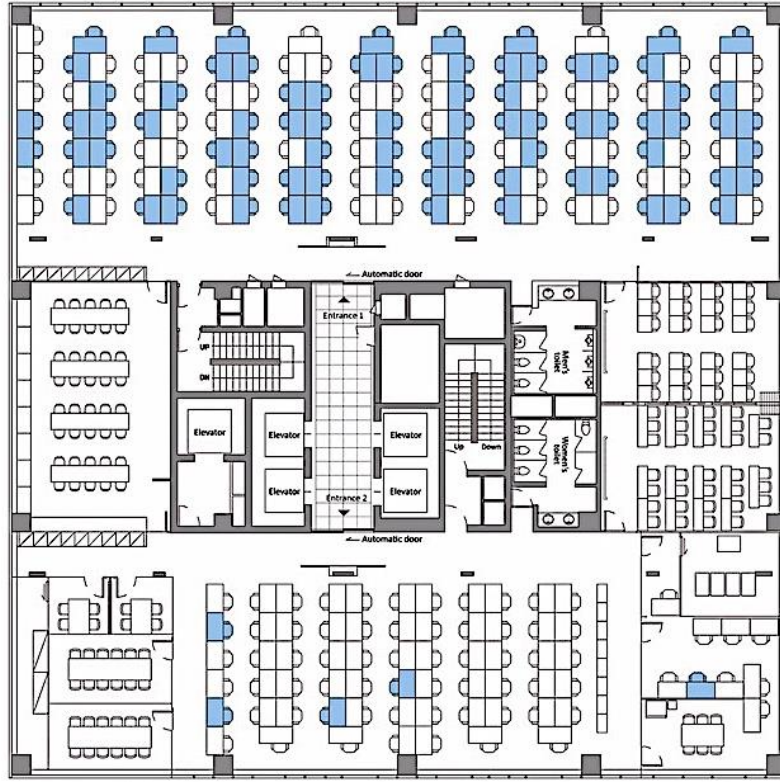 Automatic door
Entrance 1
UP
DN
Men's
toilet
Elevator
Elevator
Elevator
Up Down
Women's
toilet
Elevator
Elevator
Entrance 2
Automatic door